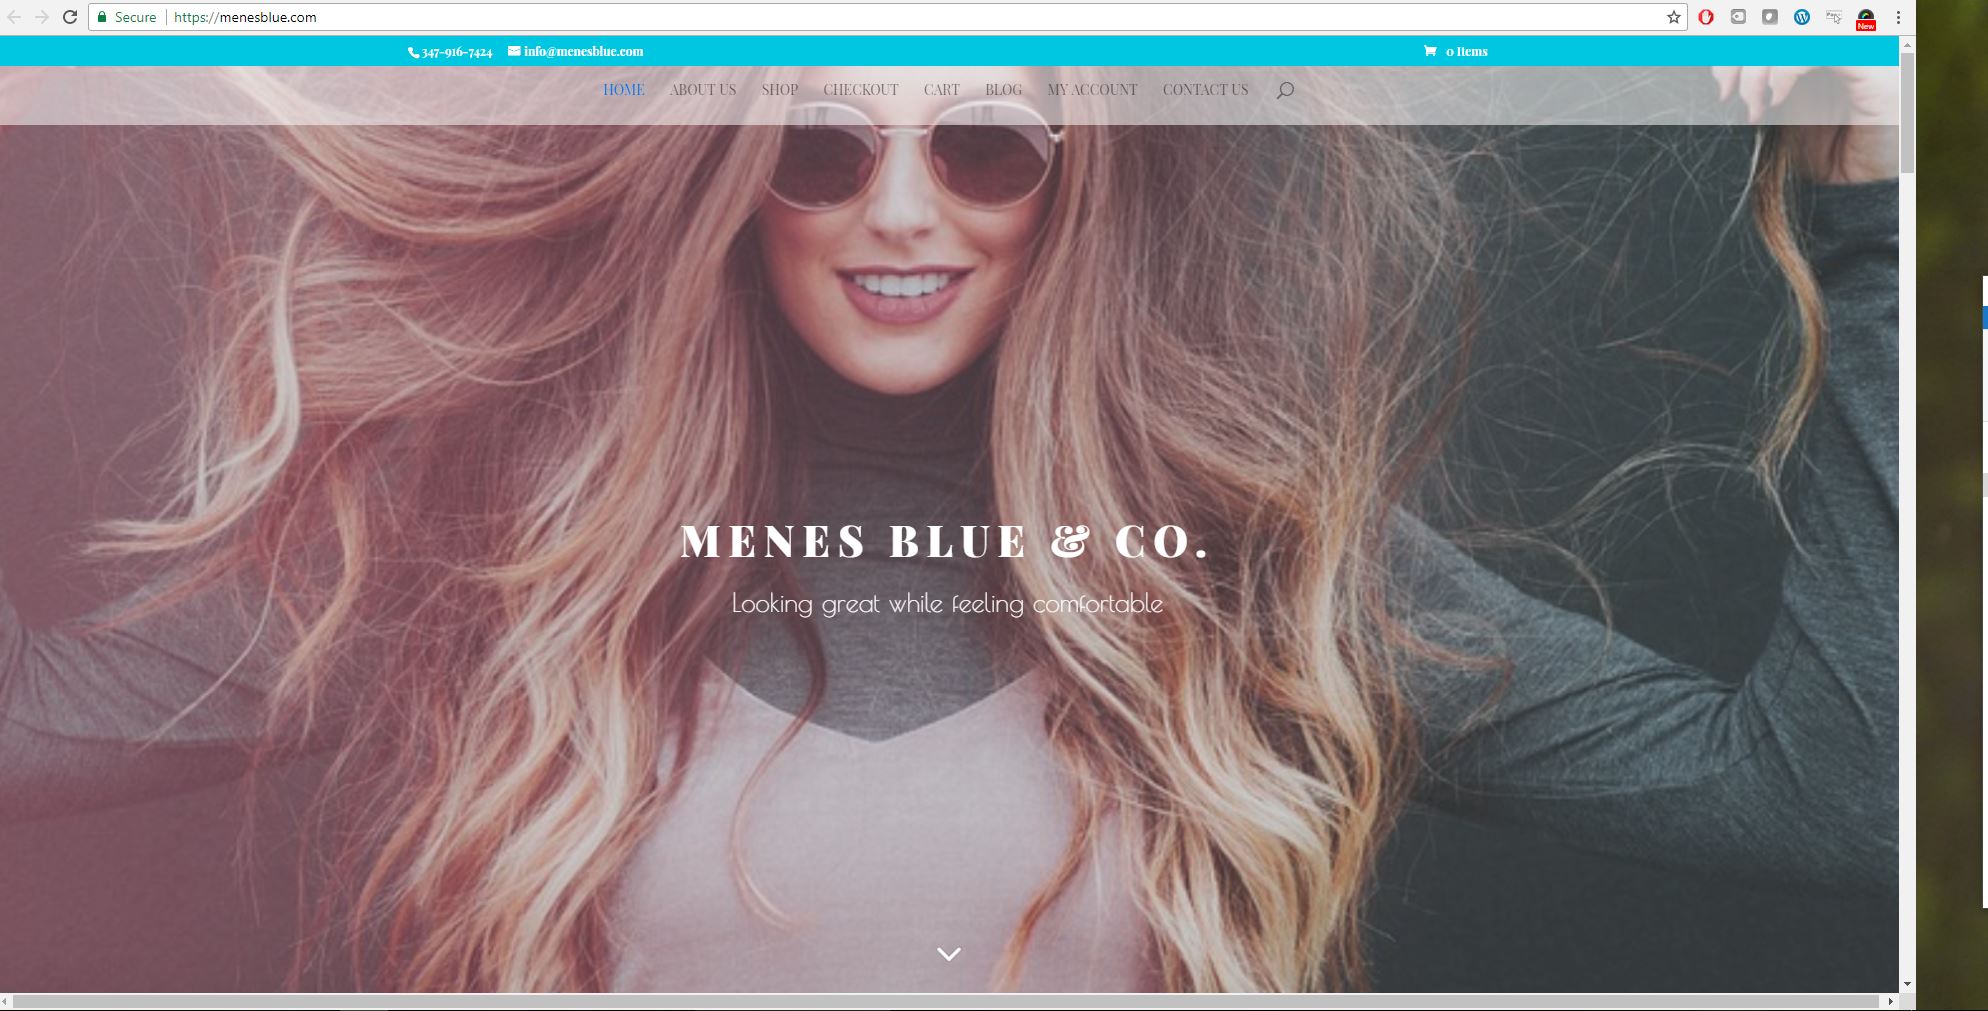 Secure https://menesblue.com
New
347-916-7424 info@menesblue.com 0 Items
HOME ABOUT US SHOP CHECKOUT CART BLOG MY ACCOUNT CONTACT US
MENES BLUE & CO.
Looking great while feeling comfortable